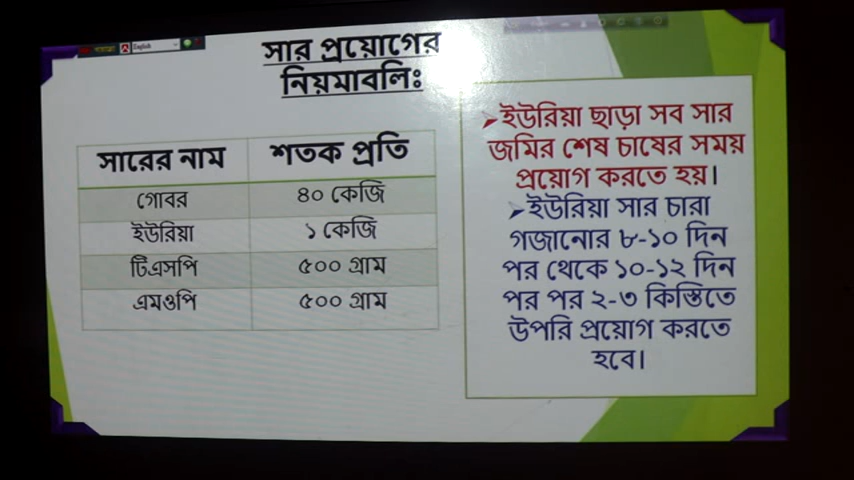 English
সার প্রয়োগের
নিয়মাবলিঃ
সারের নাম শতক প্রতি
গোবর ৪০ কেজি
ইউরিয়া ১ কেজি
টিএসপি ৫০০ গ্রাম
এমওপি ৫০০ গ্রাম
➢ইউরিয়া ছাড়া সব সার
জমির শেষ চাষের সময়
প্রয়োগ করতে হয়।
➢ইউরিয়া সার চারা
গজানোর ৮-১০ দিন
পর থেকে ১০-১২ দিন
পর পর ২-৩ কিস্তিতে
উপরি প্রয়োগ করতে
হবে।